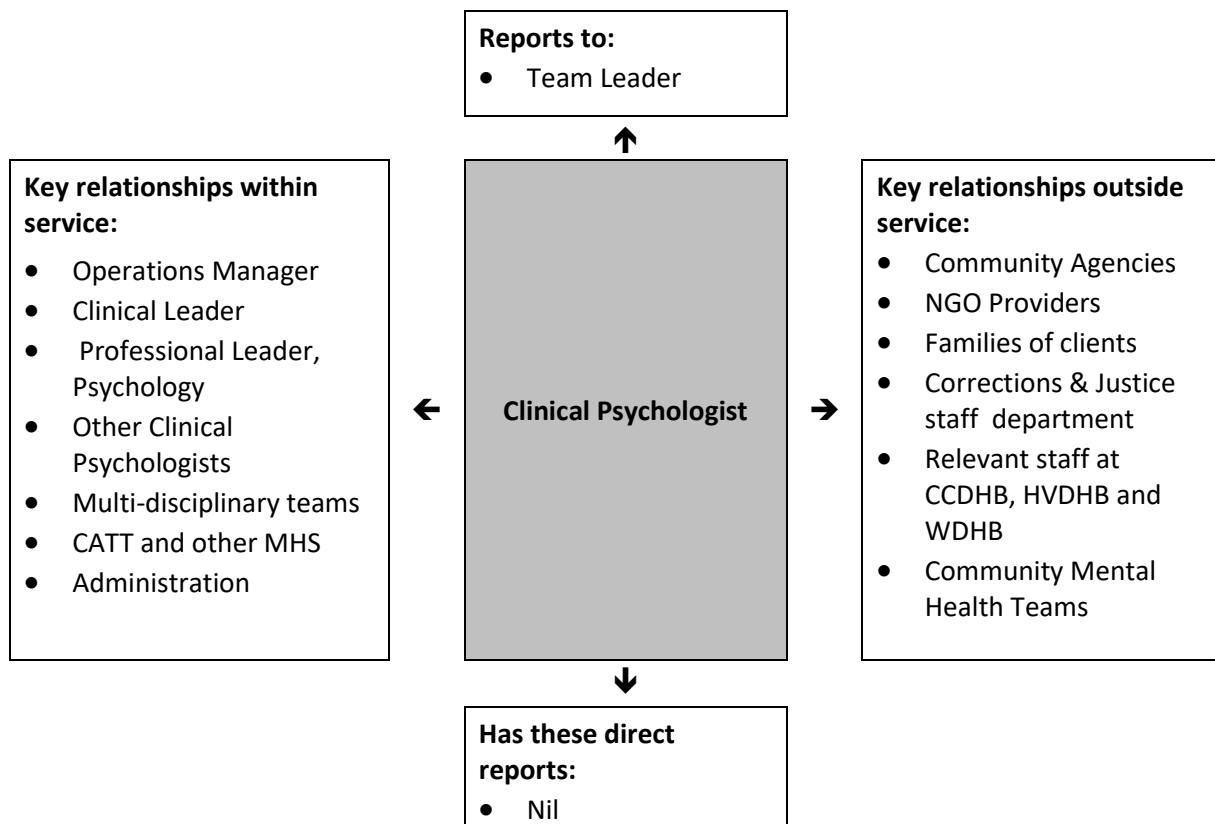 Reports to:
• Team Leader
Key relationships within
service:
• Operations Manager
• Clinical Leader
• Professional Leader,
Psychology
• Other Clinical
Psychologists
• Multi-disciplinary teams
• CATT and other MHS
• Administration
Clinical Psychologist
Key relationships outside
service:
• Community Agencies
• NGO Providers
• Families of clients
• Corrections & Justice
staff department
• Relevant staff at
CCDHB, HVDHB and
WDHB
• Community Mental
Health Teams
Has these direct
reports:
• Nil